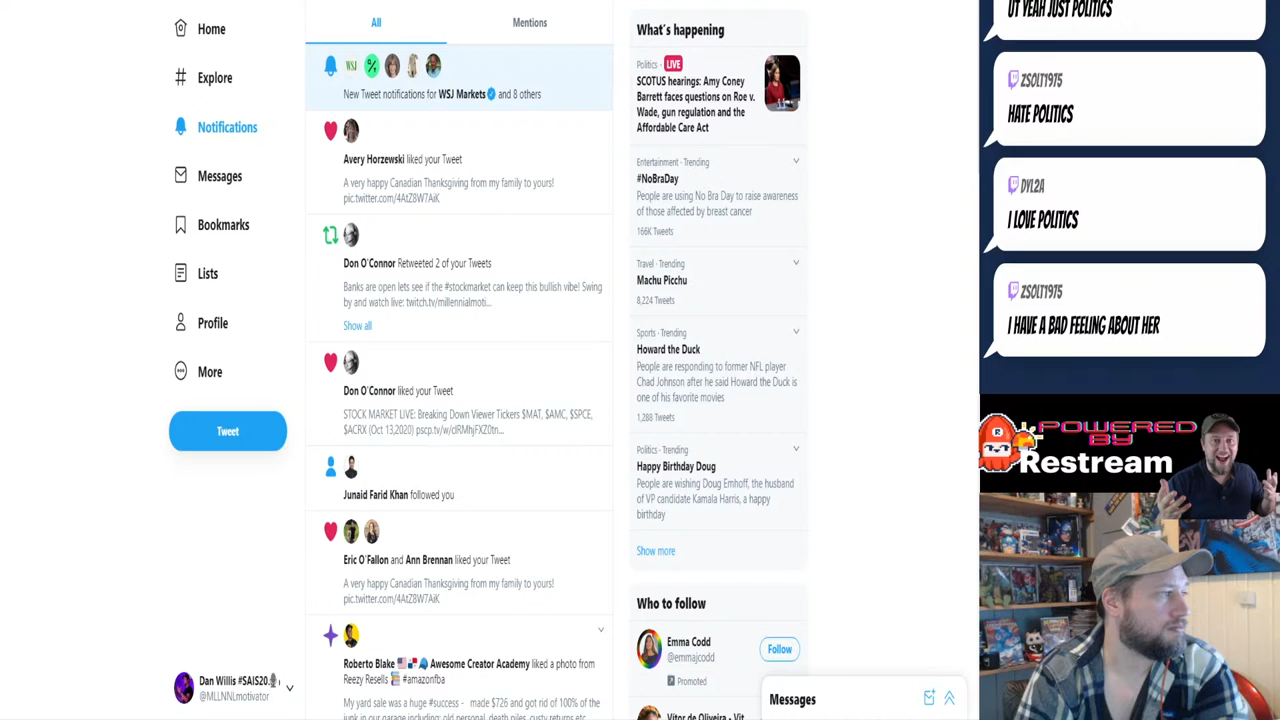 Home
Explore
Notifications
Messages
Bookmarks
Lists
Profile
More
Tweet
Dan Willis #SAIS20.
@MLLNNLmotivator
All
Mentions
WSJ
New Tweet notifications for WSJ Markets and 8 others
Avery Horzewski liked your Tweet
A very happy Canadian Thanksgiving from my family to yours!
pic.twitter.com/4AtZ8W7AiK
Don O'Connor Retweeted 2 of your Tweets
Banks are open lets see if the #stockmarket can keep this bullish vibe! Swing
by and watch live: twitch.tv/millennialmoti...
Show all
Don O'Connor liked your Tweet
STOCK MARKET LIVE: Breaking Down Viewer Tickers $MAT, $AMC, $SPCE,
$ACRX (Oct 13,2020) pscp.tv/w/clRMhjFXZ0tn...
Junaid Farid Khan followed you
Eric O'Fallon and Ann Brennan liked your Tweet
A very happy Canadian Thanksgiving from my family to yours!
pic.twitter.com/4AtZ8W7AiK
Roberto Blake Awesome Creator Academy liked a photo from
Reezy Resells #amazonfba
My yard sale was a huge #success - made $726 and got rid of 100% of the
junk in our garage including: old personal
What's happening
Politics · LIVE
SCOTUS hearings: Amy Coney
Barrett faces questions on Roe v.
Wade, gun regulation and the
Affordable Care Act
Entertainment · Trending
#NoBraDay
People are using No Bra Day to raise awareness
of those affected by breast cancer
166K Tweets
Travel · Trending
Machu Picchu
8,224 Tweets
Sports · Trending
Howard the Duck
People are responding to former NFL player
Chad Johnson after he said Howard the Duck is
one of his favorite movies
1,288 Tweets
Politics · Trending
Happy Birthday Doug
People are wishing Doug Emhoff, the husband
of VP candidate Kamala Harris, a happy
birthday
Show more
Who to follow
Emma Codd
@emmajcodd
Follow
Promoted
Vitor de Oliveira - Vit
Messages
UT YEAH JUST POLITICS
ZSOLT1975
HATE POLITICS
DYL2A
I LOVE POLITICS
ZSOLT1975
I HAVE A BAD FEELING ABOUT HER
POWERED
BY
Restream